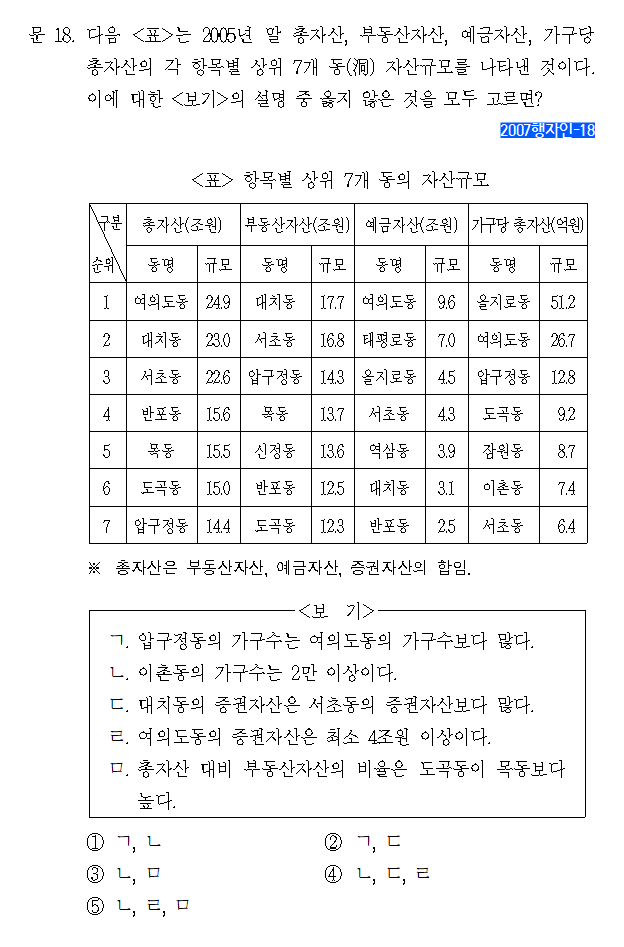 문 18. 다음 <표>는 2005년 말 총자산, 부동산자산, 예금자산, 가구당
총자산의 각 항목별 상위 7개 동(洞) 자산규모를 나타낸 것이다.
이에 대한 <보기>의 설명 중 옳지 않은 것을 모두 고르면?
2007행자인-18
<표> 항목별 상위 7개 동의 자산규모
구분 총자산(조원) 부동산자산(조원) 예금자산(조원) 가구당 총자산(억원)
순위 동명 규모 동명 규모 동명 규모 동명 규모
1 여의도동 24.9 대치동 17.7 여의도동 9.6 을지로동 51.2
2 대치동 23.0 서초동 16.8 태평로동 7.0 여의도동 26.7
3 서초동 22.6 압구정동 14.3 을지로동 4.5 압구정동 12.8
4 반포동 15.6 목동 13.7 서초동 4.3 도곡동 9.2
5 목동 15.5 신정동 13.6 역삼동 3.9 잠원동 8.7
6 도곡동 15.0 반포동 12.5 대치동 3.1 이촌동 7.4
7 압구정동 14.4 도곡동 12.3 반포동 2.5 서초동 6.4
※ 총자산은 부동산자산, 예금자산, 증권자산의 합임.
<보 기>
ㄱ. 압구정동의 가구수는 여의도동의 가구수보다 많다.
ㄴ. 이촌동의 가구수는 2만 이상이다.
ㄷ. 대치동의 증권자산은 서초동의 증권자산보다 많다.
ㄹ. 여의도동의 증권자산은 최소 4조원 이상이다.
ㅁ. 총자산 대비 부동산자산의 비율은 도곡동이 목동보다
높다.
① ㄱ, ㄴ ② ㄱ, ㄷ
③ ㄴ, ㅁ ④ ㄴ, ㄷ, ㄹ
⑤ ㄴ, ㄹ, ㅁ